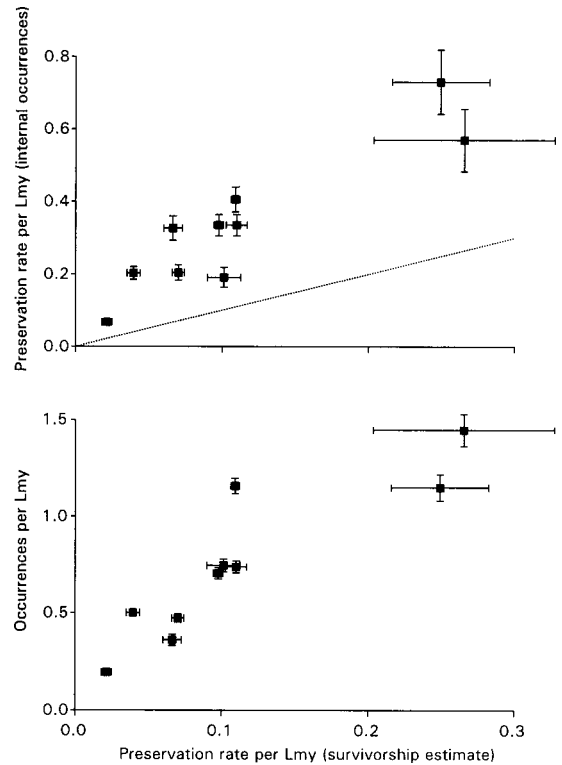 Preservation rate per Lmy (internal occurrences)
0.8
0.6
0.4
0.2
0.0
Occurrences per Lmy
1.5
1.0
0.5
0.0
0.0 0.1 0.2 0.3
Preservation rate per Lmy (survivorship estimate)